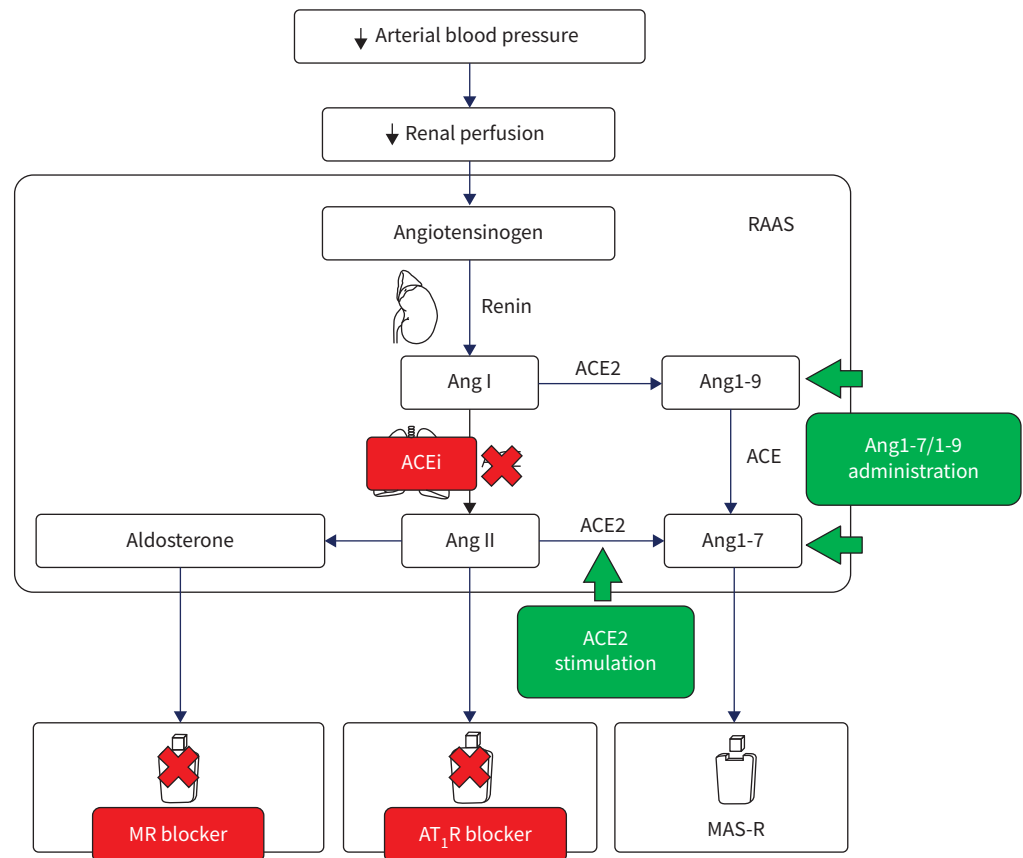 ↓ Arterial blood pressure
↓ Renal perfusion
RAAS
Angiotensinogen
Renin
Ang I
ACE2
Ang1-9
ACEi
ACE
Ang1-7/1-9
administration
Aldosterone
Ang II
ACE2
Ang1-7
ACE2
stimulation
MR blocker
AT₁R blocker
MAS-R